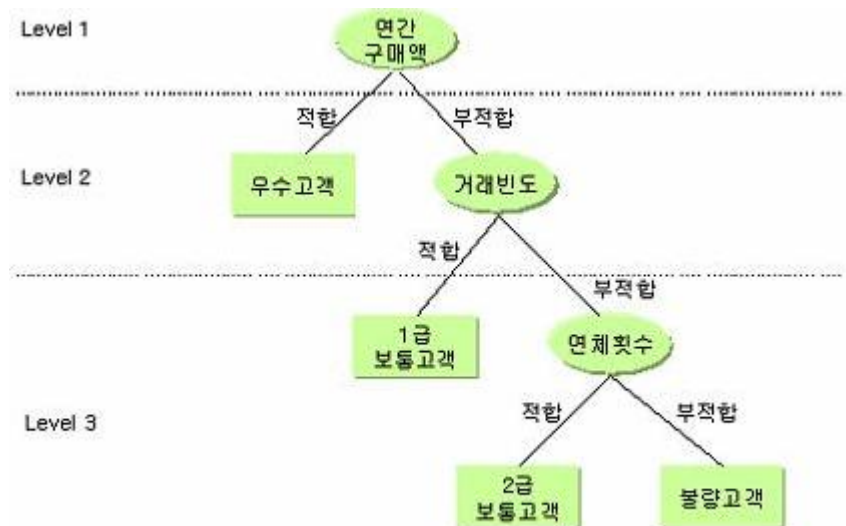 Level 1
연간
구매액
적합
부적합
Level 2
우수고객
거래빈도
적합
부적합
1급
보통고객
연체횟수
Level 3
적합
부적합
2급
보통고객
불량고객